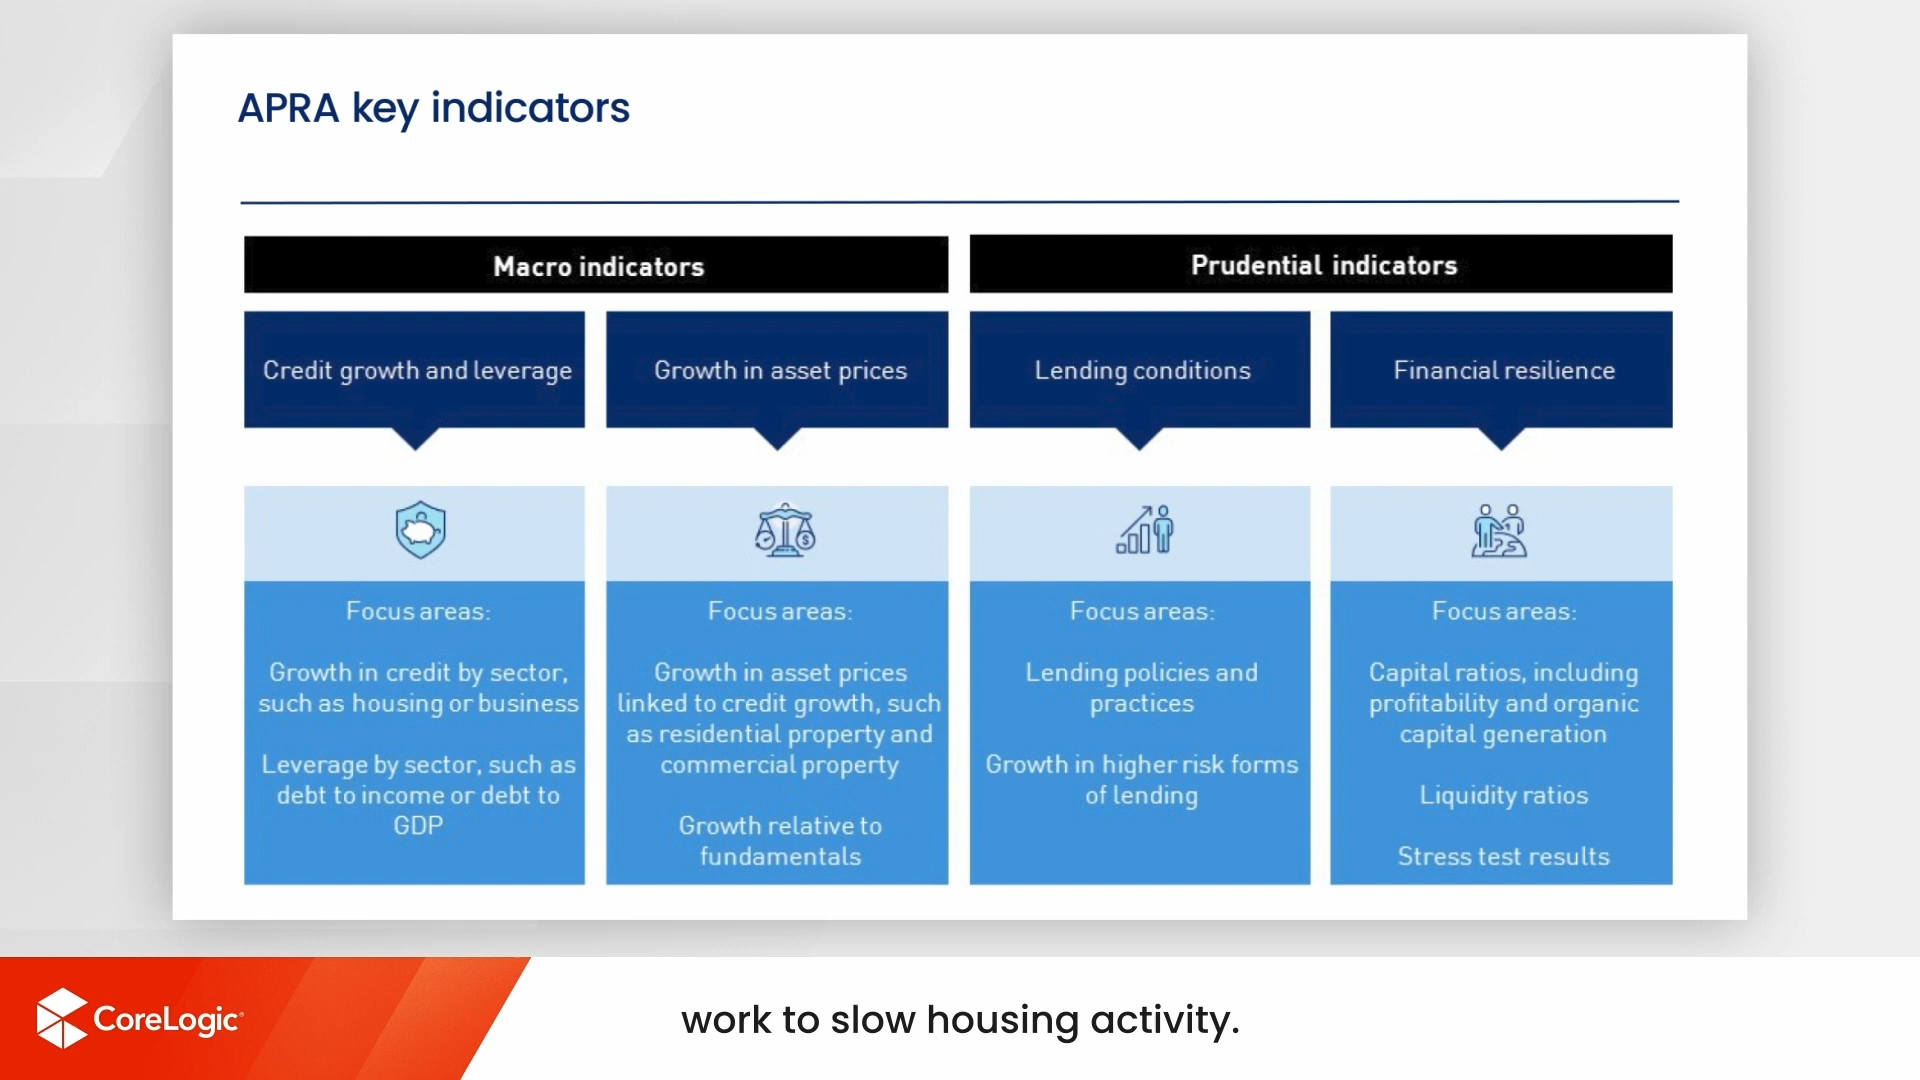 APRA key indicators
Macro indicators
Prudential indicators
Credit growth and leverage
Growth in asset prices
Lending conditions
Financial resilience
Focus areas:
Growth in credit by sector,
such as housing or business
Leverage by sector, such as
debt to income or debt to
GDP
Focus areas:
Growth in asset prices
linked to credit growth, such
as residential property and
commercial property
Growth relative to
fundamentals
Focus areas:
Lending policies and
practices
Growth in higher risk forms
of lending
Focus areas:
Capital ratios, including
profitability and organic
capital generation
Liquidity ratios
Stress test results
CoreLogic
work to slow housing activity.